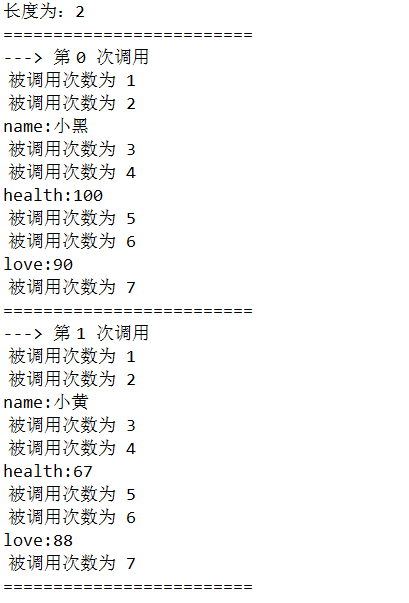 长度为：2
=========================
---> 第0 次调用
被调用次数为 1
被调用次数为 2
name:小黑
被调用次数为 3
被调用次数为 4
health:100
被调用次数为 5
被调用次数为 6
love:90
被调用次数为 7
=========================
---> 第1 次调用
被调用次数为 1
被调用次数为 2
name:小黄
被调用次数为 3
被调用次数为 4
health:67
被调用次数为 5
被调用次数为 6
love:88
被调用次数为 7
=========================